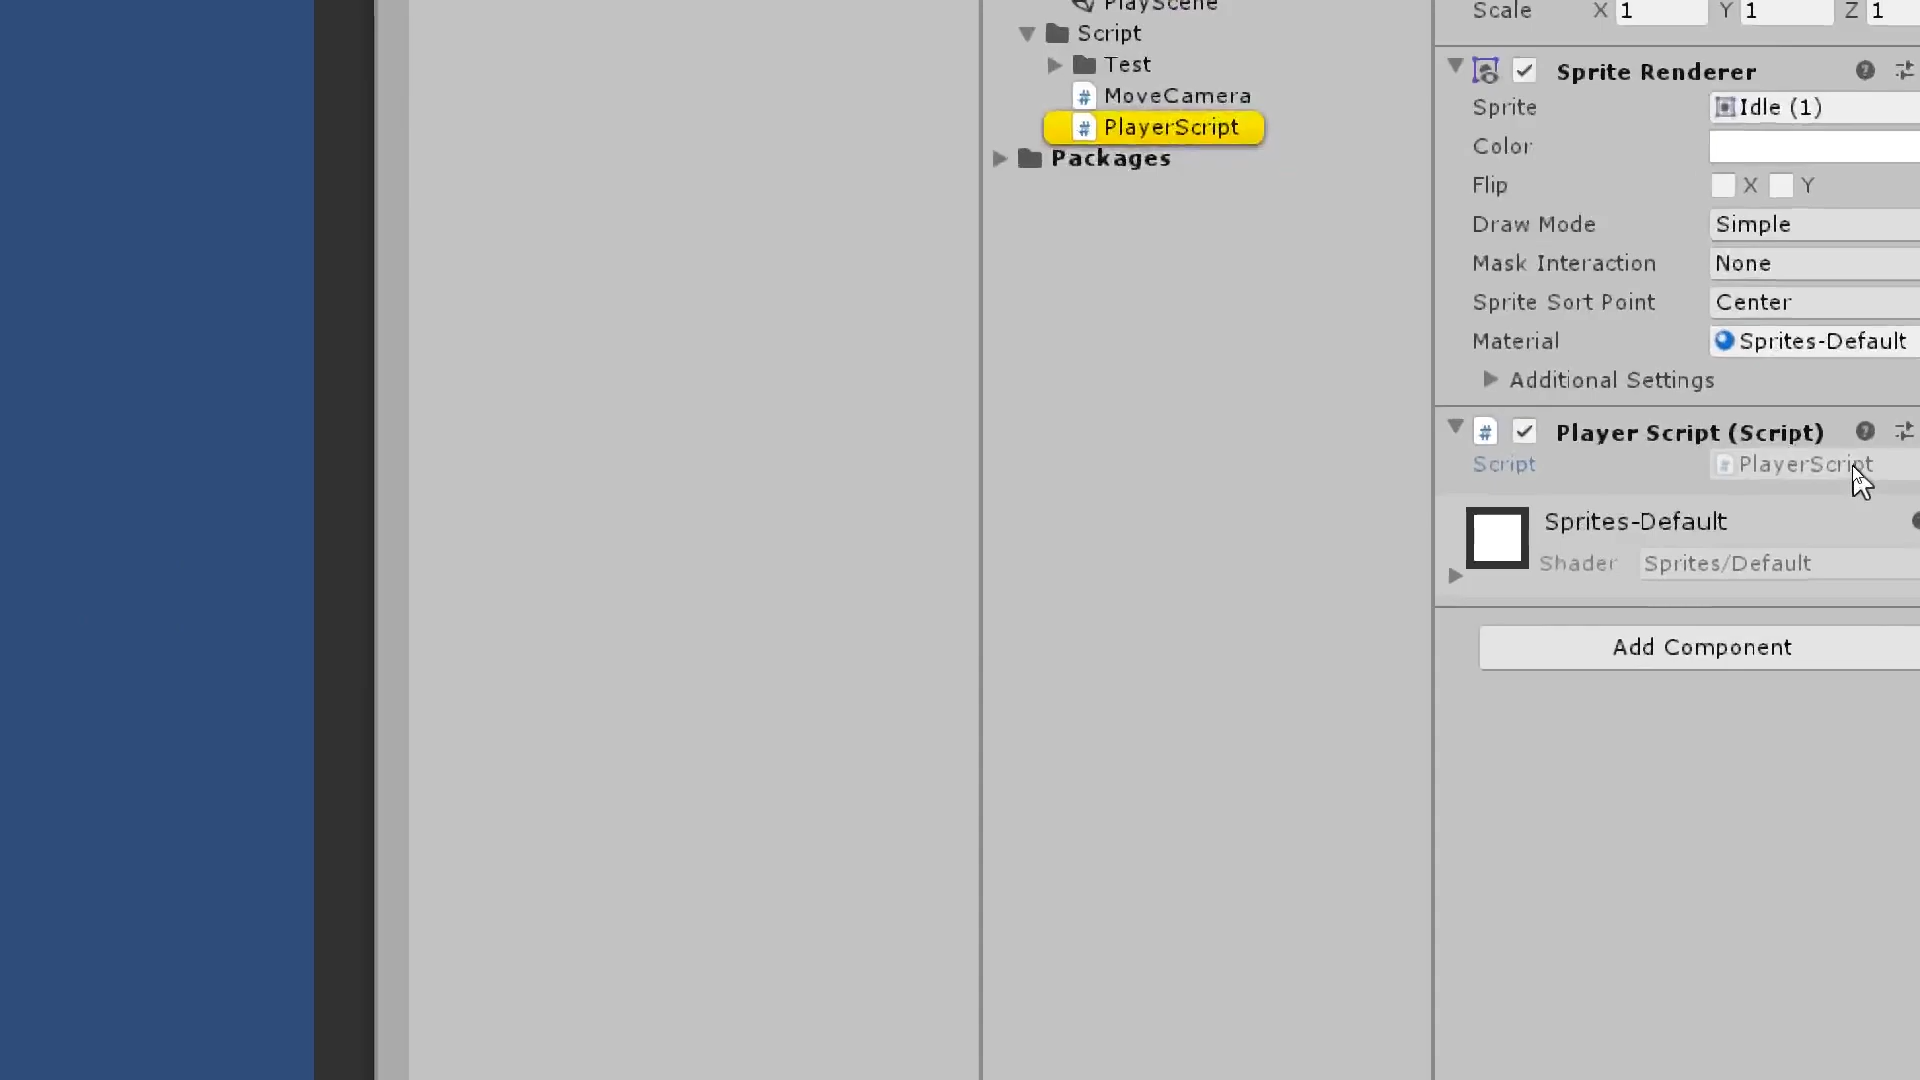 PlayScene
Script
Test
MoveCamera
PlayerScript
Packages
Scale X 1 Y 1 Z 1
Sprite Renderer
Sprite Idle (1)
Color
Flip X Y
Draw Mode Simple
Mask Interaction None
Sprite Sort Point Center
Material Sprites-Default
Additional Settings
# Player Script (Script)
Script PlayerScript
Sprites-Default
Shader Sprites/Default
Add Component